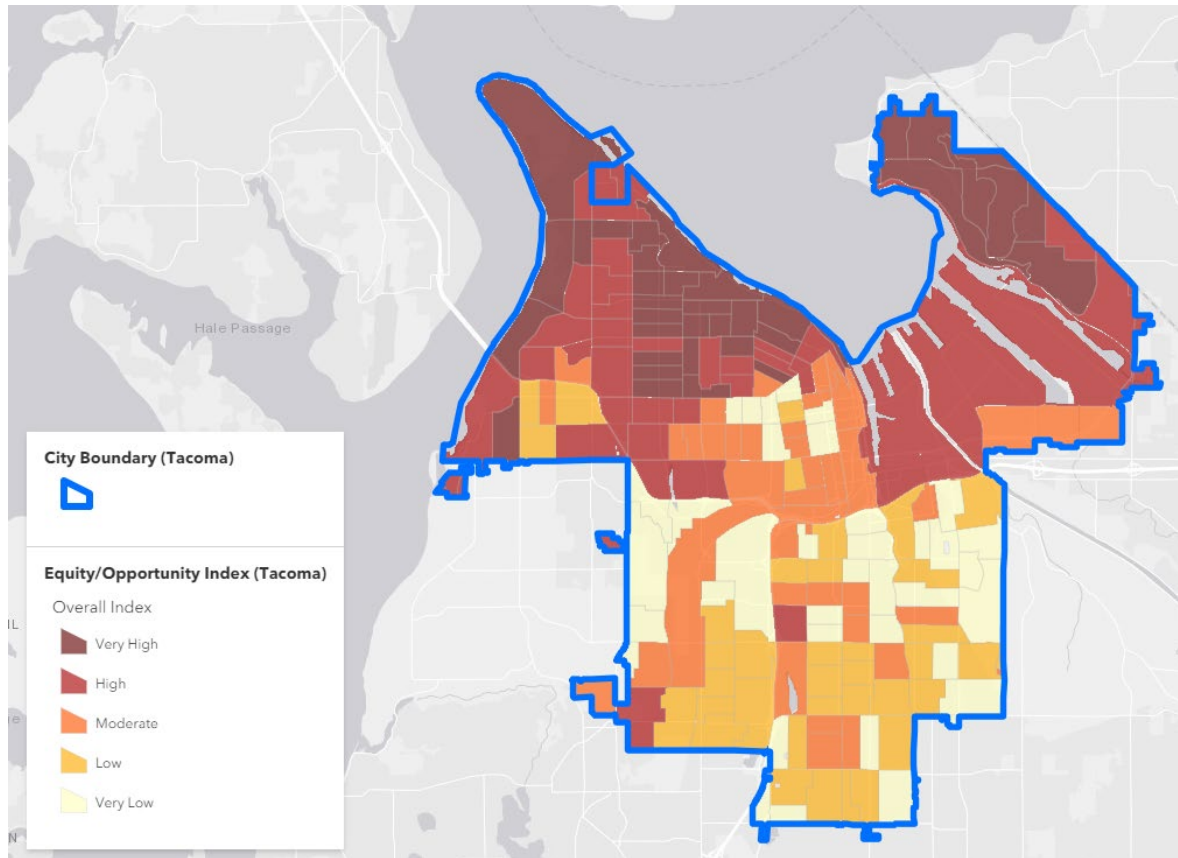 Hale Passage
City Boundary (Tacoma)
Equity/Opportunity Index (Tacoma)
Overall Index
Very High
High
Moderate
Low
Very Low